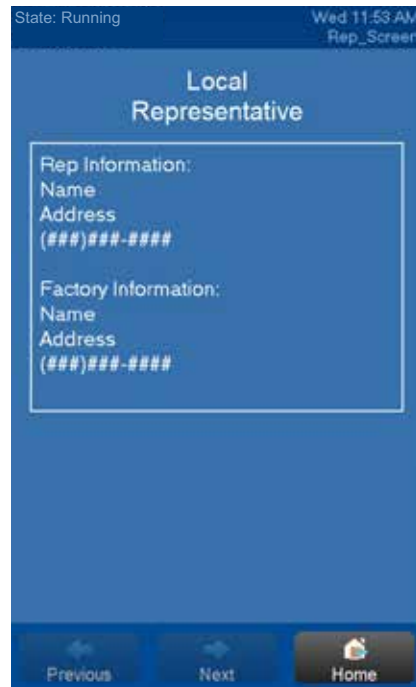 State: Running
Wed 11:53 AM
Rep_Screen
Local
Representative
Rep Information:
Name
Address
(###)###-####
Factory Information:
Name
Address
(###)###-####
Previous
Next
Home